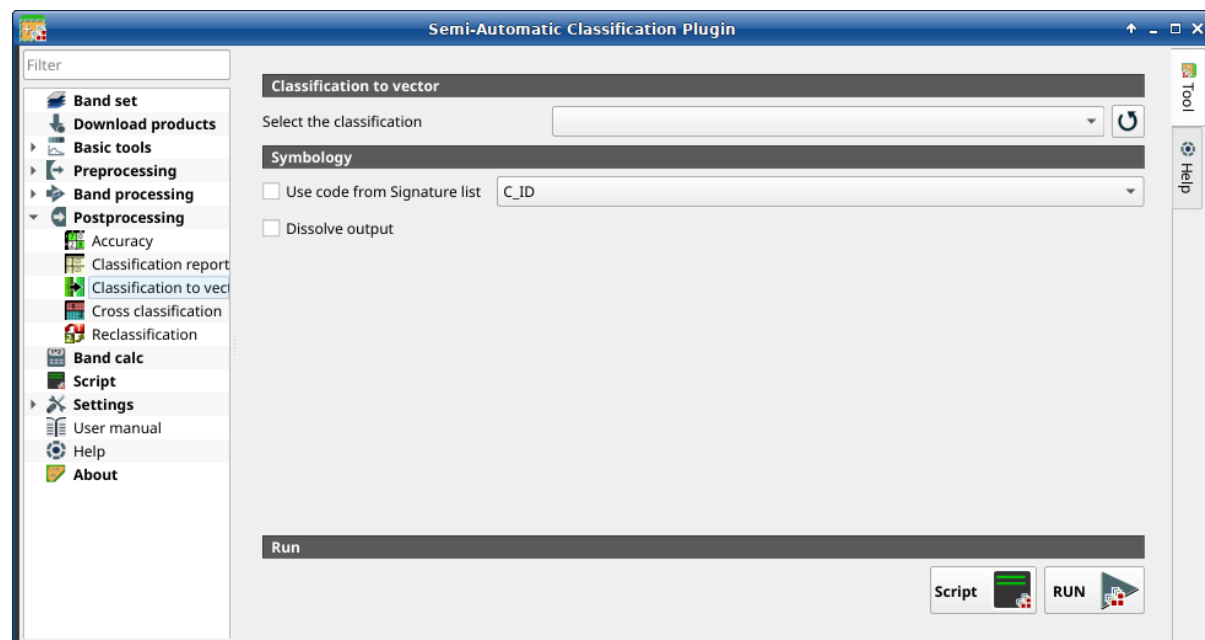 Semi-Automatic Classification Plugin
Filter
Band set
Download products
Basic tools
Preprocessing
Band processing
Postprocessing
Accuracy
Classification report
Classification to vect
Cross classification
Reclassification
Band calc
Script
Settings
User manual
Help
About
Classification to vector
Select the classification
Symbology
Use code from Signature list C_ID
Dissolve output
Run
Script RUN
Tool
Help